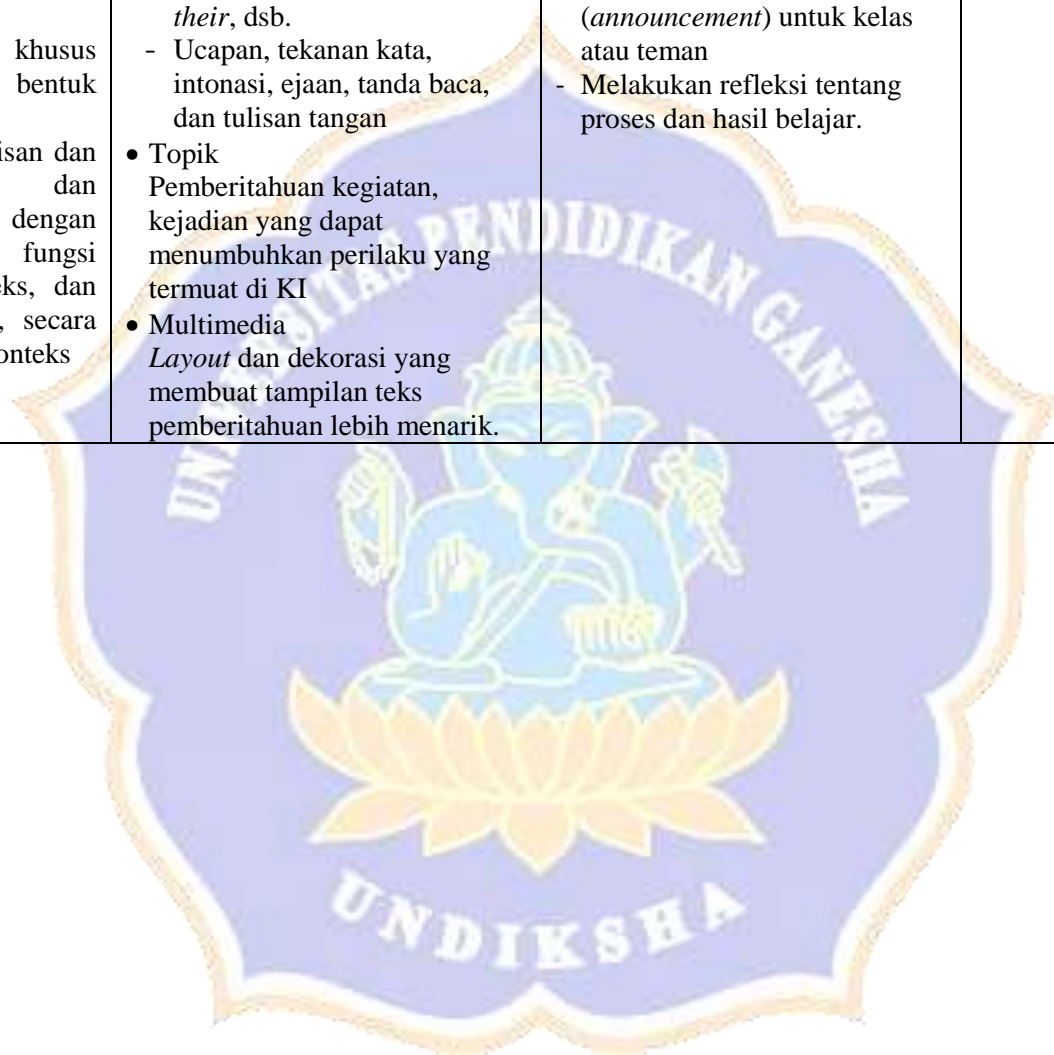 khusus
bentuk
dan
dan
dengan
fungsi
dan
secara
their, dsb.
- Ucapan, tekanan kata,
intonasi, ejaan, tanda baca,
dan tulisan tangan
• Topik
Pemberitahuan kegiatan,
kejadian yang dapat
menumbuhkan perilaku yang
termuat di KI
• Multimedia
Layout dan dekorasi yang
membuat tampilan teks
pemberitahuan lebih menarik.
(announcement) untuk kelas
atau teman
- Melakukan refleksi tentang
proses dan hasil belajar.
UNIVERSITAS PENDIDIKAN GANESHA
UNDIKSHA